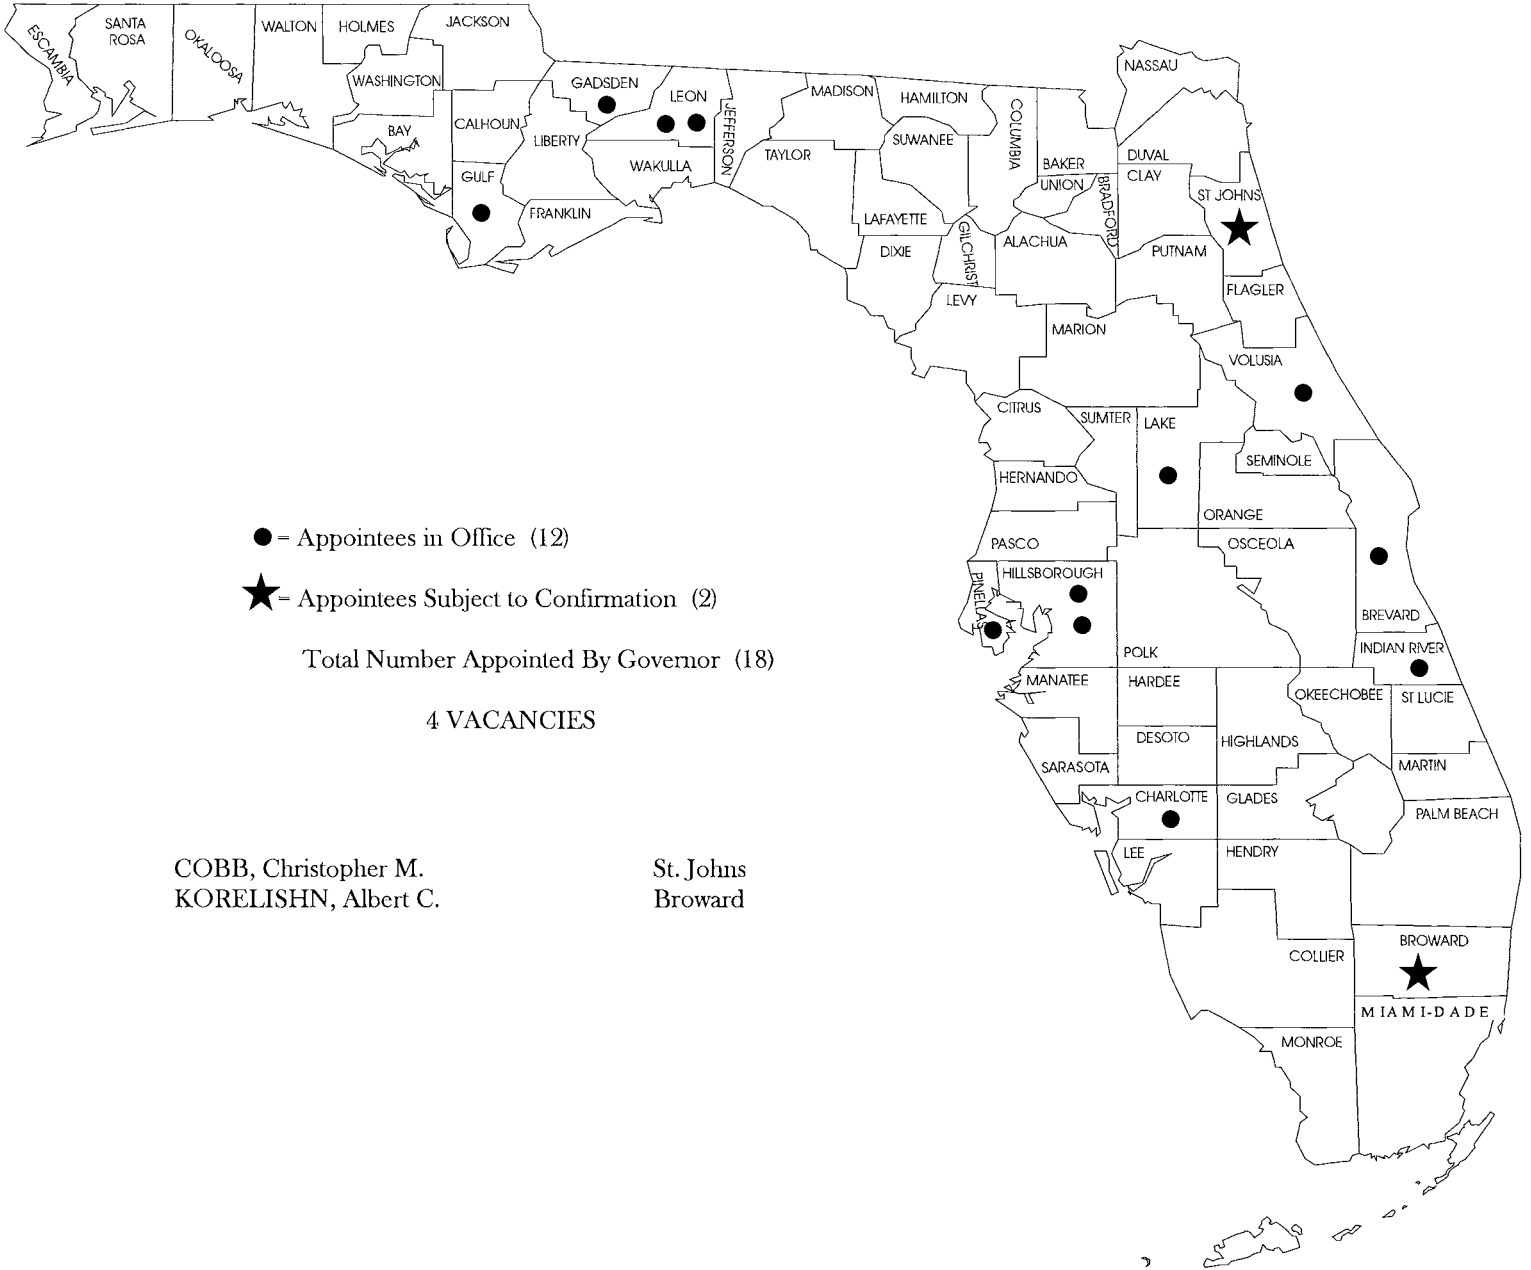 ESCAMBIA
SANTA
ROSA
OKALOOSA
WALTON
HOLMES
JACKSON
WASHINGTON
BAY
CALHOUN
GULF
GADSDEN
LIBERTY
LEON
JEFFERSON
WAKULLA
FRANKLIN
MADISON
TAYLOR
HAMILTON
SUWANEE
COLUMBIA
LAFAYETTE
DIXIE
GILCHRIST
NASSAU
BAKER
DUVAL
UNION
BRADFORD
CLAY
ST JOHNS
ALACHUA
PUTNAM
FLAGLER
LEVY
MARION
VOLUSIA
CITRUS
SUMTER
LAKE
SEMINOLE
HERNANDO
ORANGE
PASCO
OSCEOLA
PINELLAS
HILLSBOROUGH
BREVARD
POLK
INDIAN RIVER
MANATEE
HARDEE
OKEECHOBEE
ST LUCIE
DESOTO
HIGHLANDS
SARASOTA
MARTIN
CHARLOTTE
GLADES
PALM BEACH
LEE
HENDRY
BROWARD
COLLIER
MIAMI-DADE
MONROE
= Appointees in Office (12)
= Appointees Subject to Confirmation (2)
Total Number Appointed By Governor (18)
4 VACANCIES
COBB, Christopher M. St. Johns
KORELISHN, Albert C. Broward